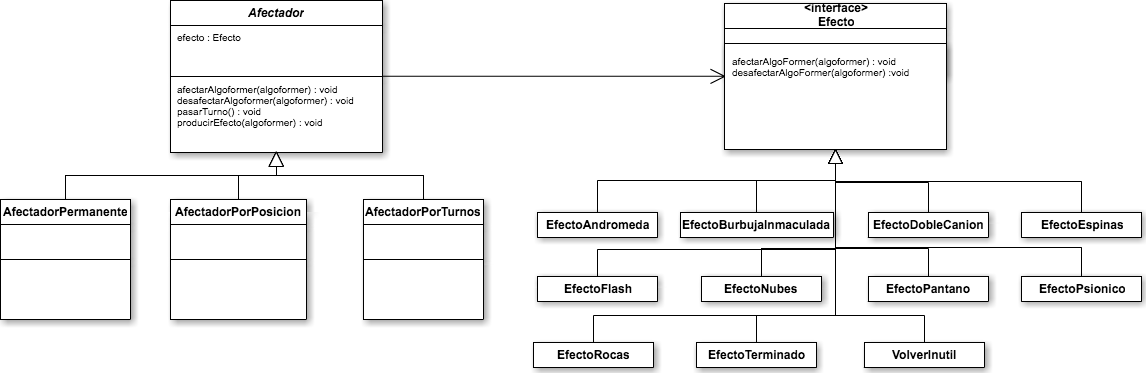 Afectador
efecto : Efecto
afectarAlgoformer(algoformer) : void
desafectarAlgoformer(algoformer) : void
pasarTurno() : void
producirEfecto(algoformer) : void
<interface>
Efecto
afectarAlgoFormer(algoformer) : void
desafectarAlgoFormer(algoformer) :void
AfectadorPermanente
AfectadorPorPosicion
AfectadorPorTurnos
EfectoAndromeda
EfectoBurbujaInmaculada
EfectoDobleCanion
EfectoEspinas
EfectoFlash
EfectoNubes
EfectoPantano
EfectoPsionico
EfectoRocas
EfectoTerminado
VolverInutil